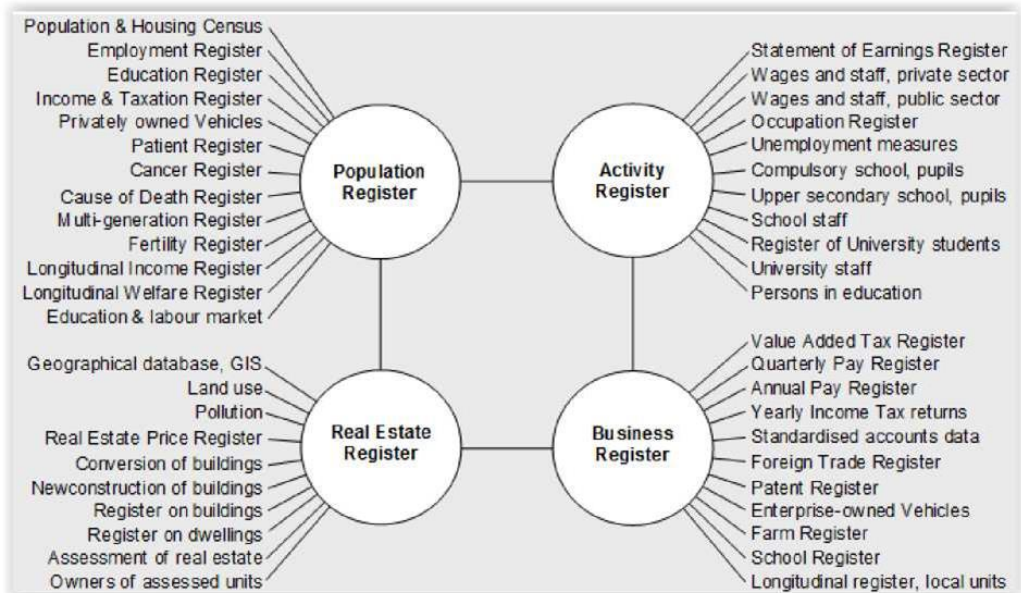 Population & Housing Census
Employment Register
Education Register
Income & Taxation Register
Privately owned Vehicles
Patient Register
Cancer Register
Cause of Death Register
Multi-generation Register
Fertility Register
Longitudinal Income Register
Longitudinal Welfare Register
Education & labour market
Population
Register
Activity
Register
Statement of Earnings Register
Wages and staff, private sector
Wages and staff, public sector
Occupation Register
Unemployment measures
Compulsory school, pupils
Upper secondary school, pupils
School staff
Register of University students
University staff
Persons in education
Geographical database, GIS
Land use
Pollution
Real Estate Price Register
Conversion of buildings
Newconstruction of buildings
Register on buildings
Register on dwellings
Assessment of real estate
Owners of assessed units
Real Estate
Register
Business
Register
Value Added Tax Register
Quarterly Pay Register
Annual Pay Register
Yearly Income Tax returns
Standardised accounts data
Foreign Trade Register
Patent Register
Enterprise-owned Vehicles
Farm Register
School Register
Longitudinal register, local units